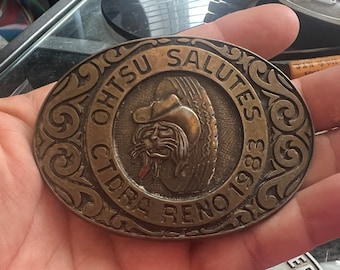 OHTSU SALUTES
CTDRA RENO 1983